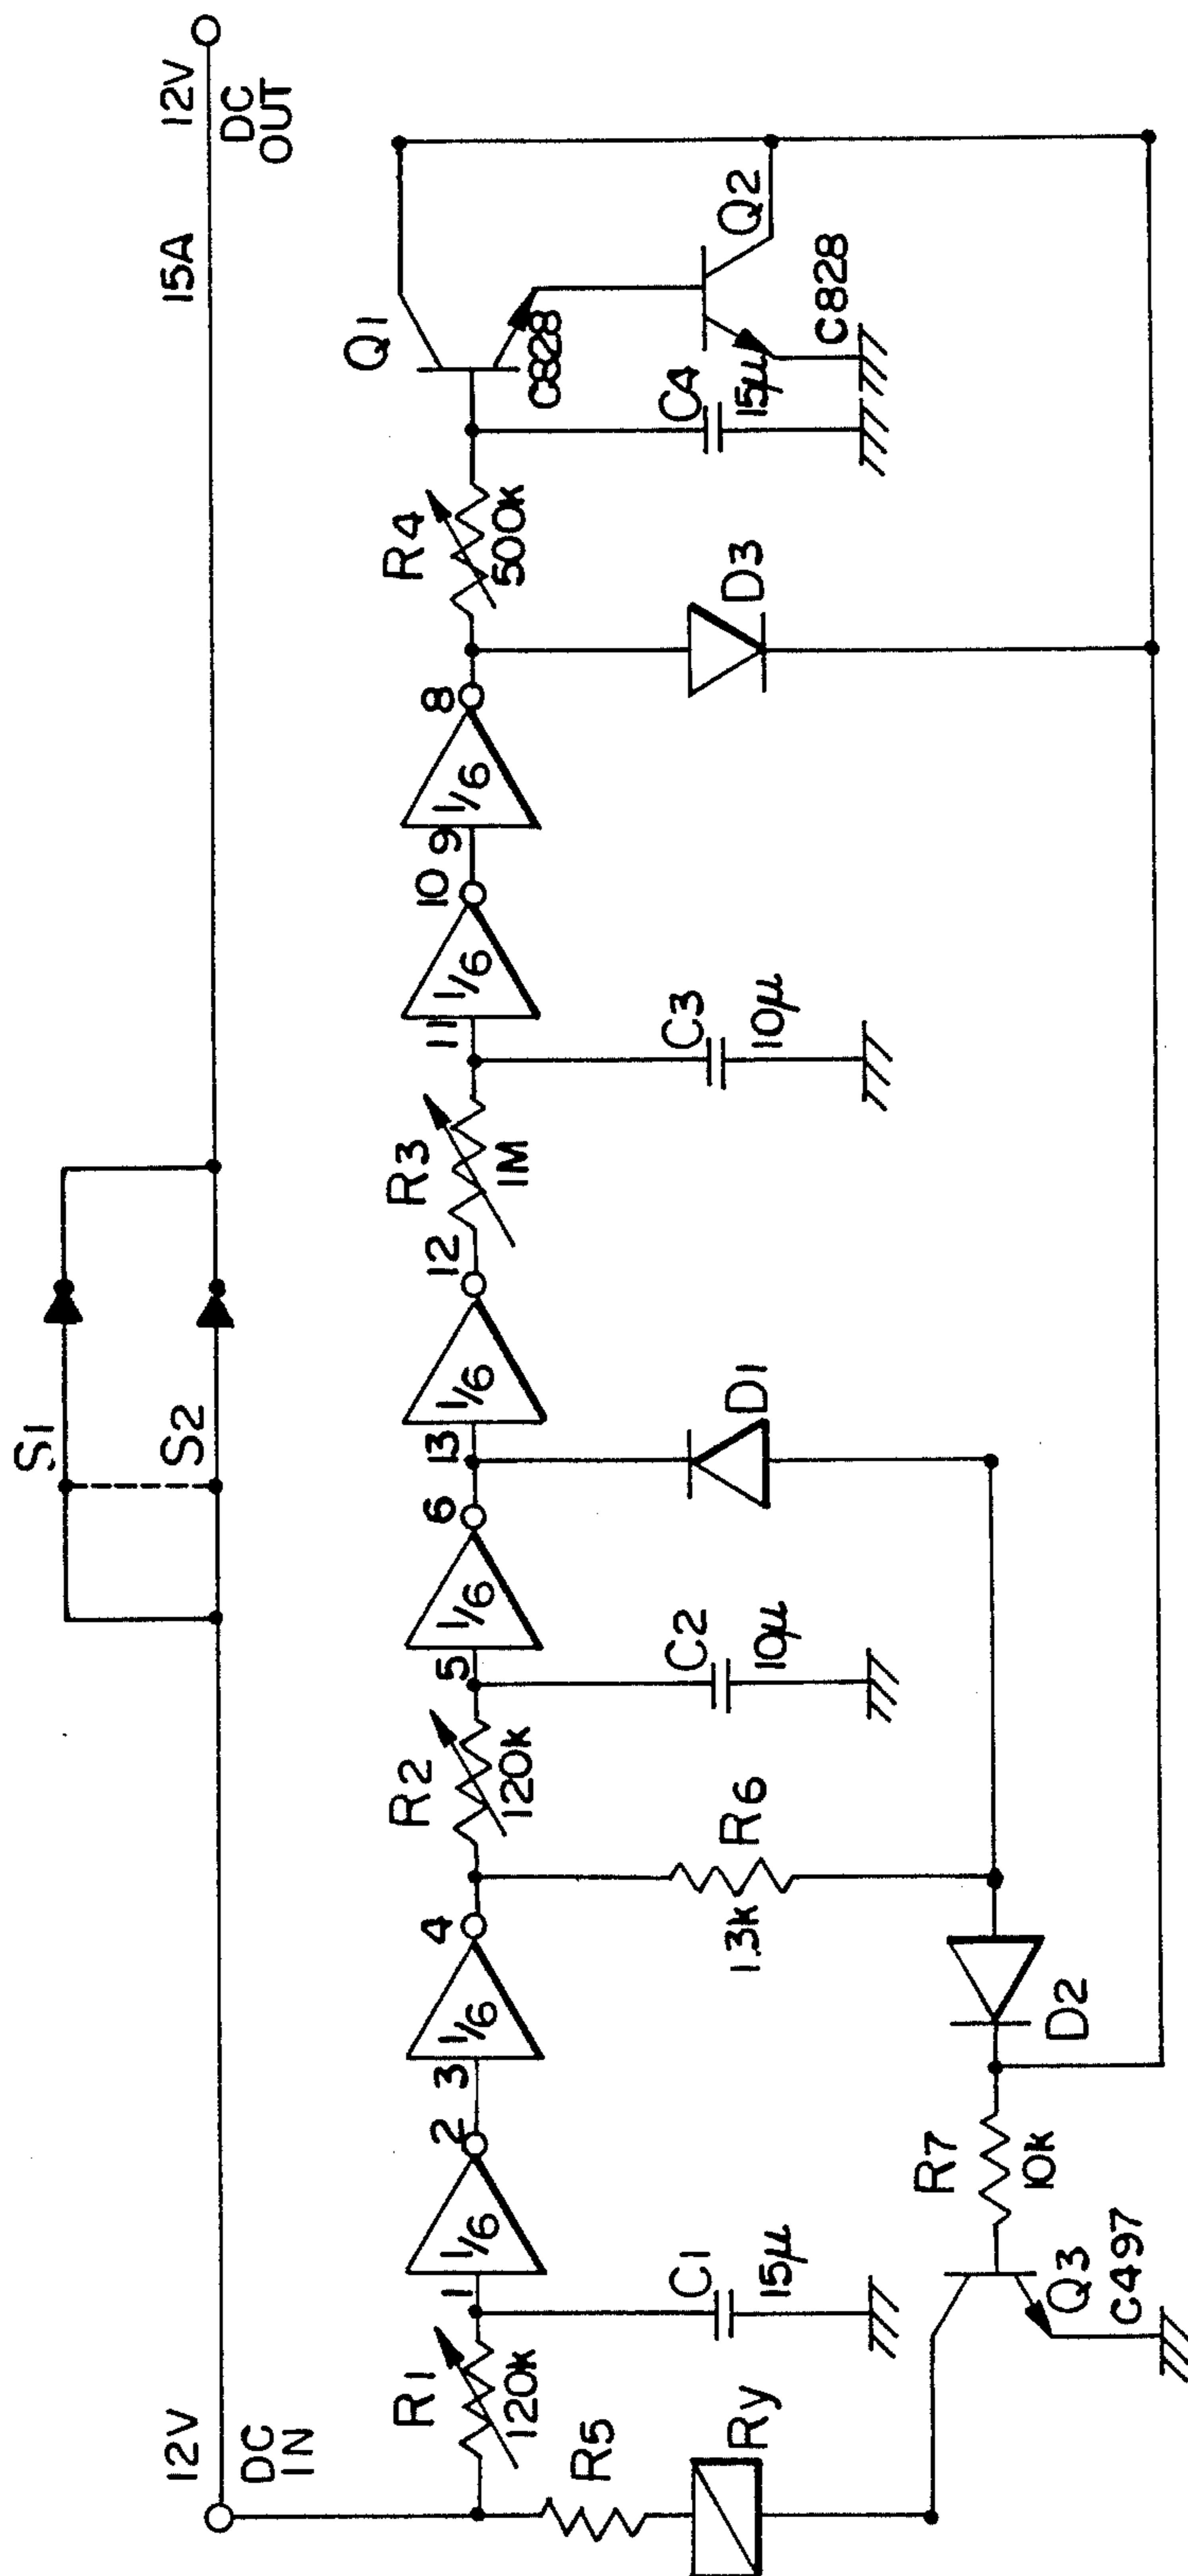 S1
S2
12V
DC
IN
15A
12V
DC
OUT
R1
120K
1
1/6
2
3
1/6
4
R2
120K
5
1/6
6
13
1/6
12
R3
1M
11
1/6
10
9
1/6
8
R4
500K
Q1
C828
R5
Ry
C1
15μ
1.3K
R6
C2
10μ
D1
C3
10μ
D3
C4
15μ
Q2
C828
Q3
C497
R7
10K
D2